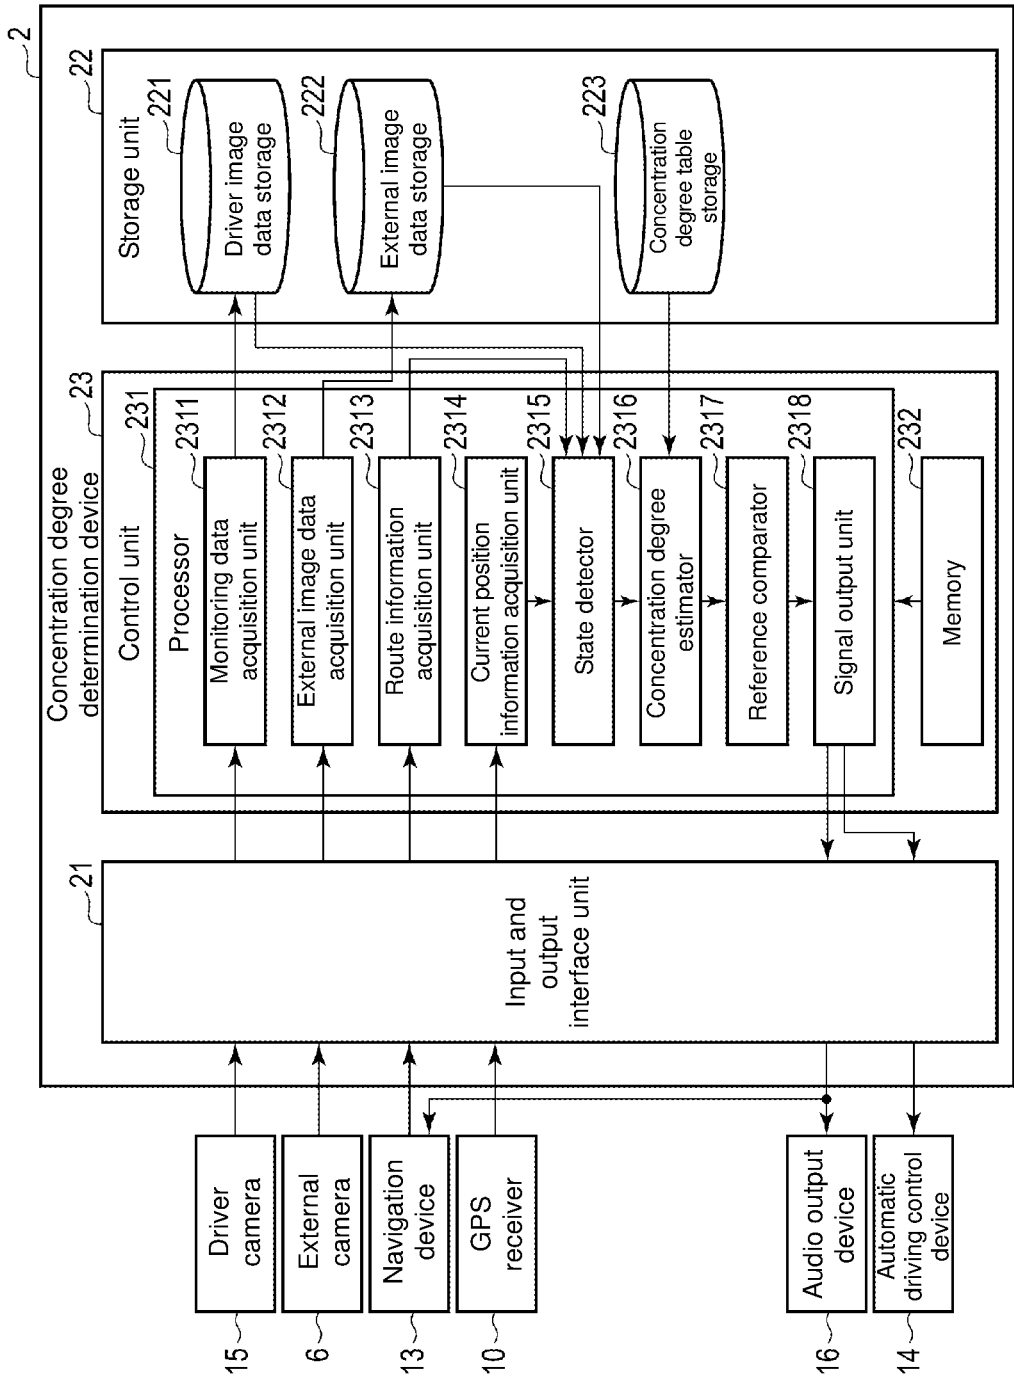 2
Concentration degree
determination device
15
Driver
camera
6
External
camera
13
Navigation
device
10
GPS
receiver
16
Audio output
device
14
Automatic
driving control
device
21
Input and
output
interface unit
23
Control unit
231
Processor
2311
Monitoring data
acquisition unit
2312
External image data
acquisition unit
2313
Route information
acquisition unit
2314
Current position
information acquisition unit
2315
State detector
2316
Concentration degree
estimator
2317
Reference comparator
2318
Signal output unit
232
Memory
22
Storage unit
221
Driver image
data storage
222
External image
data storage
223
Concentration
degree table
storage